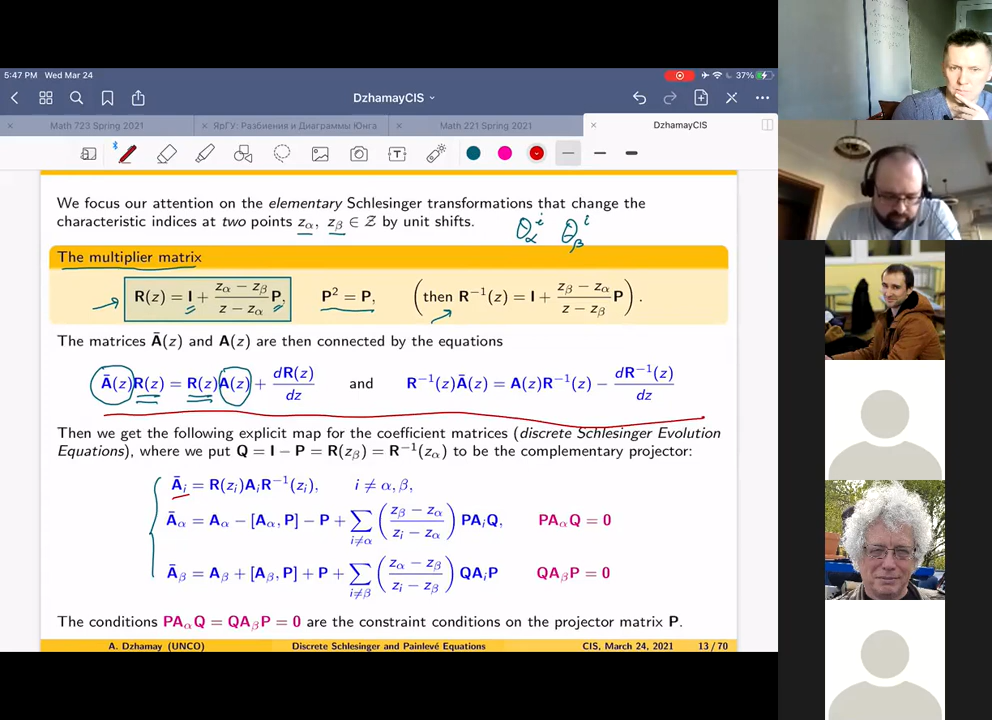 5:47 PM Wed Mar 24
37%
DzhamayCIS
Math 723 Spring 2021
ЯрГУ: Разбиения и Диаграммы Юнга
Math 221 Spring 2021
DzhamayCIS
We focus our attention on the elementary Schlesinger transformations that change the
characteristic indices at two points z_α, z_β ∈ Z by unit shifts.
θ_α^i θ_β^i
The multiplier matrix
R(z) = I + (z_α − z_β)/(z − z_α) P, P² = P, (then R⁻¹(z) = I + (z_β − z_α)/(z − z_β) P).
The matrices Ā(z) and A(z) are then connected by the equations
Ā(z)R(z) = R(z)A(z) + dR(z)/dz and R⁻¹(z)Ā(z) = A(z)R⁻¹(z) − dR⁻¹(z)/dz
Then we get the following explicit map for the coefficient matrices (discrete Schlesinger Evolution
Equations), where we put Q = I − P = R(z_β) = R⁻¹(z_α) to be the complementary projector:
Ā_i = R(z_i)A_iR⁻¹(z_i), i ≠ α, β,
Ā_α = A_α − [A_α, P] − P + ∑_{i≠α} ((z_β − z_α)/(z_i − z_α)) PA_iQ, PA_αQ = 0
Ā_β = A_β + [A_β, P] + P + ∑_{i≠β} ((z_α − z_β)/(z_i − z_β)) QA_iP QA_βP = 0
The conditions PA_αQ = QA_βP = 0 are the constraint conditions on the projector matrix P.
A. Dzhamay (UNCO) Discrete Schlesinger and Painlevé Equations CIS, March 24, 2021 13 / 70